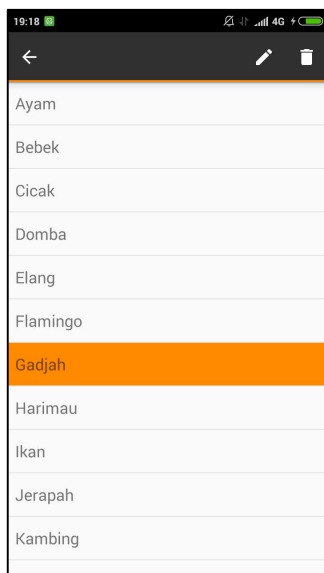 19:18 4G
Ayam
Bebek
Cicak
Domba
Elang
Flamingo
Gadjah
Harimau
Ikan
Jerapah
Kambing